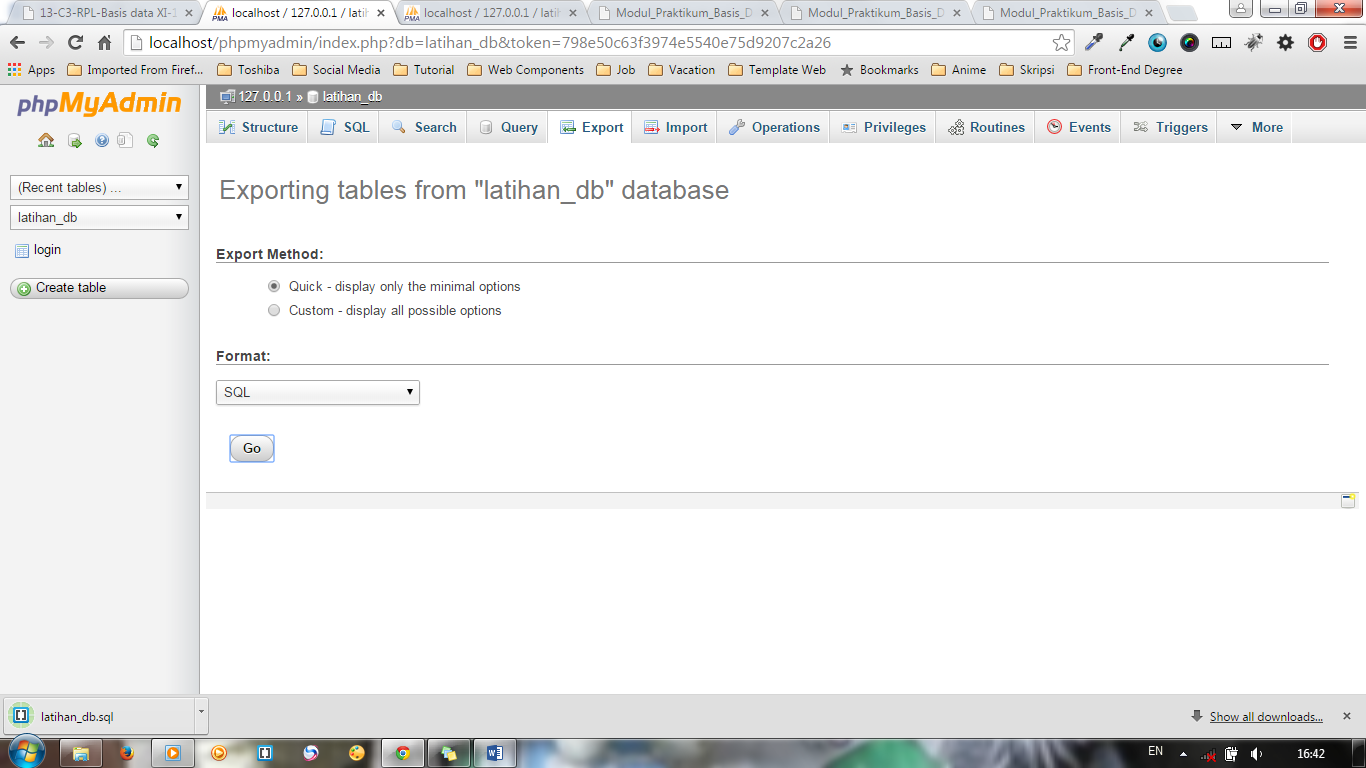 13-C3-RPL-Basis data XI-1
localhost / 127.0.0.1 / lati
localhost / 127.0.0.1 / lati
Modul_Praktikum_Basis_D
Modul_Praktikum_Basis_D
Modul_Praktikum_Basis_D
localhost/phpmyadmin/index.php?db=latihan_db&token=798e50c63f3974e5540e75d9207c2a26
Apps
Imported From Firef...
Toshiba
Social Media
Tutorial
Web Components
Job
Vacation
Template Web
Bookmarks
Anime
Skripsi
Front-End Degree
phpMyAdmin
(Recent tables) ...
latihan_db
login
Create table
127.0.0.1 » latihan_db
Structure
SQL
Search
Query
Export
Import
Operations
Privileges
Routines
Events
Triggers
More
Exporting tables from "latihan_db" database
Export Method:
Quick - display only the minimal options
Custom - display all possible options
Format:
SQL
Go
latihan_db.sql
Show all downloads...
EN
16:42